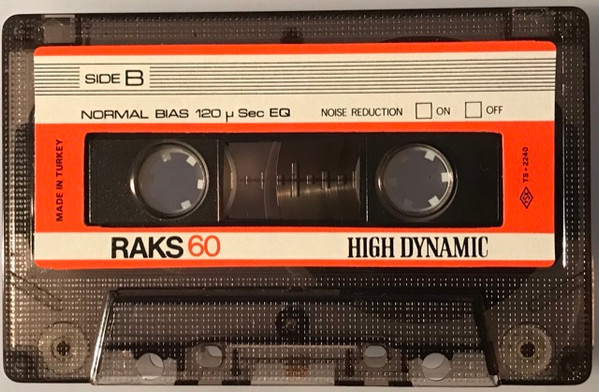 SIDE B
NORMAL BIAS 120 µ Sec EQ NOISE REDUCTION ON OFF
MADE IN TURKEY
TS - 2240
RAKS 60 HIGH DYNAMIC